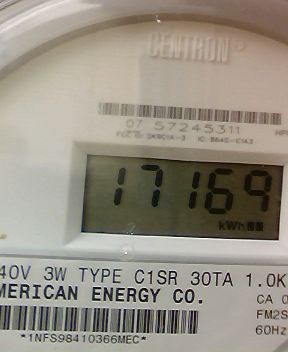 CENTRON®
07 57245311
17169
kWh
40V 3W TYPE C1SR 30TA 1.0K
MERICAN ENERGY CO.
CA 0
FM2S
60Hz
*1NFS98410366MEC*